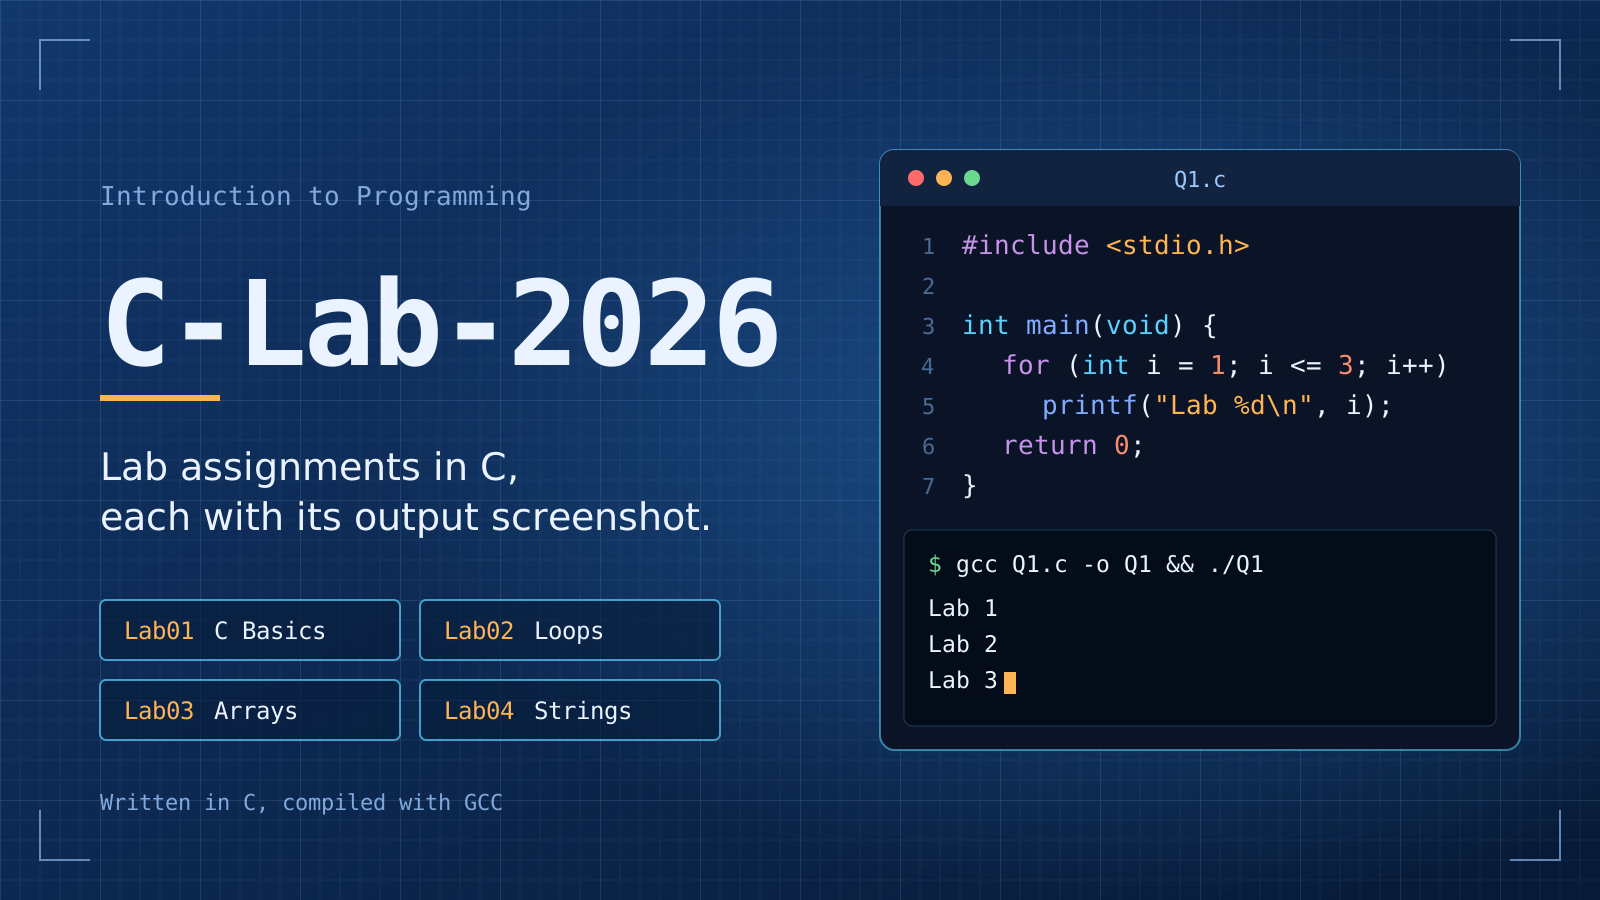 Introduction to Programming
C-Lab-2026
Lab assignments in C,
each with its output screenshot.
Lab01 C Basics
Lab02 Loops
Lab03 Arrays
Lab04 Strings
Written in C, compiled with GCC
Q1.c
1 #include <stdio.h>
2
3 int main(void) {
4 for (int i = 1; i <= 3; i++)
5 printf("Lab %d\n", i);
6 return 0;
7 }
$ gcc Q1.c -o Q1 && ./Q1
Lab 1
Lab 2
Lab 3